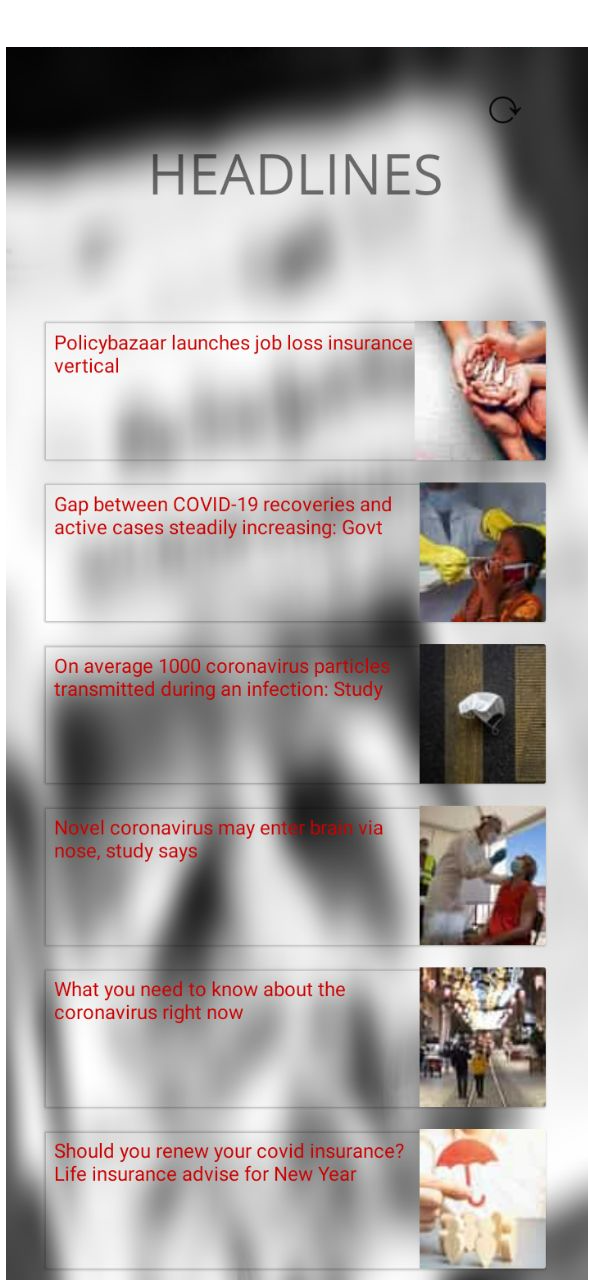 HEADLINES
Policybazaar launches job loss insurance
vertical
Gap between COVID-19 recoveries and
active cases steadily increasing: Govt
On average 1000 coronavirus particles
transmitted during an infection: Study
Novel coronavirus may enter brain via
nose, study says
What you need to know about the
coronavirus right now
Should you renew your covid insurance?
Life insurance advise for New Year